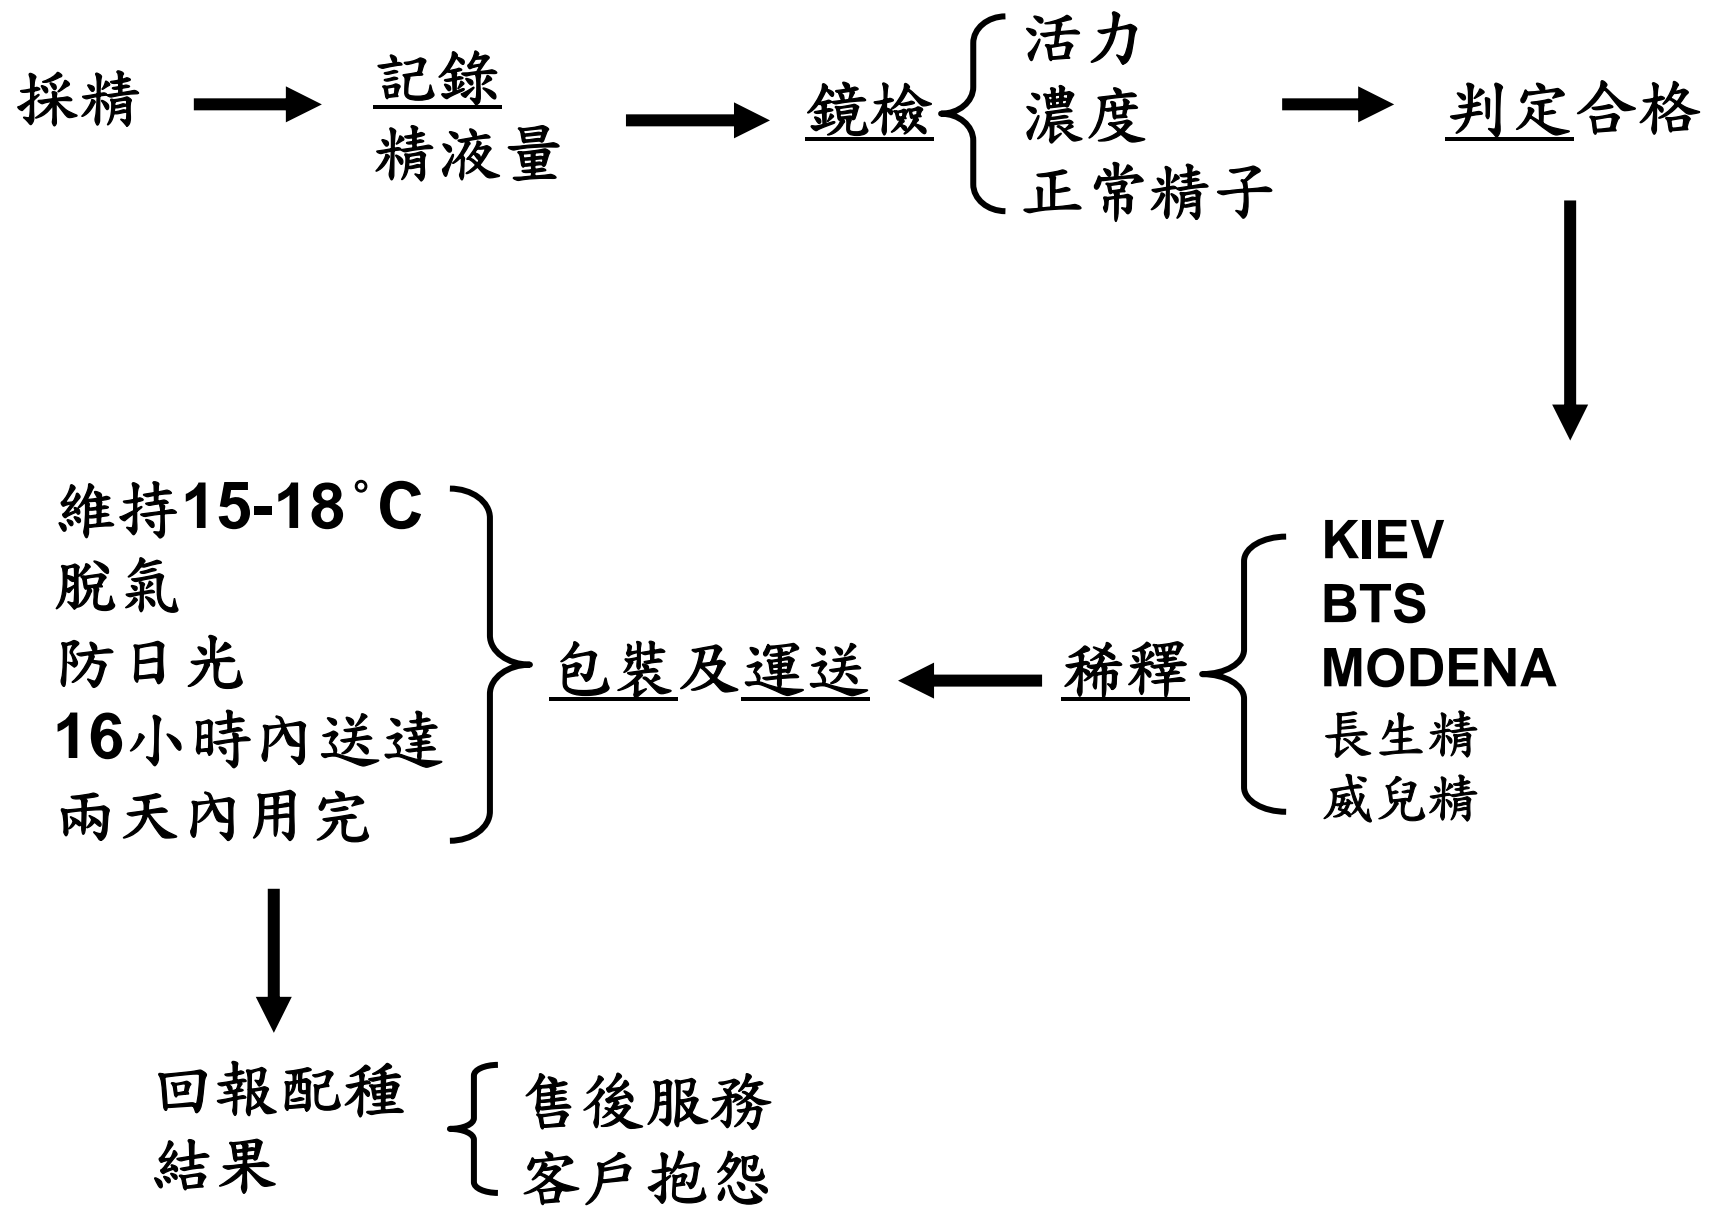 採精
記錄
精液量
鏡檢
活力
濃度
正常精子
判定合格
KIEV
BTS
MODENA
長生精
威兒精
稀釋
包裝及運送
維持15-18˚C
脫氣
防日光
16小時內送達
兩天內用完
回報配種
結果
售後服務
客戶抱怨